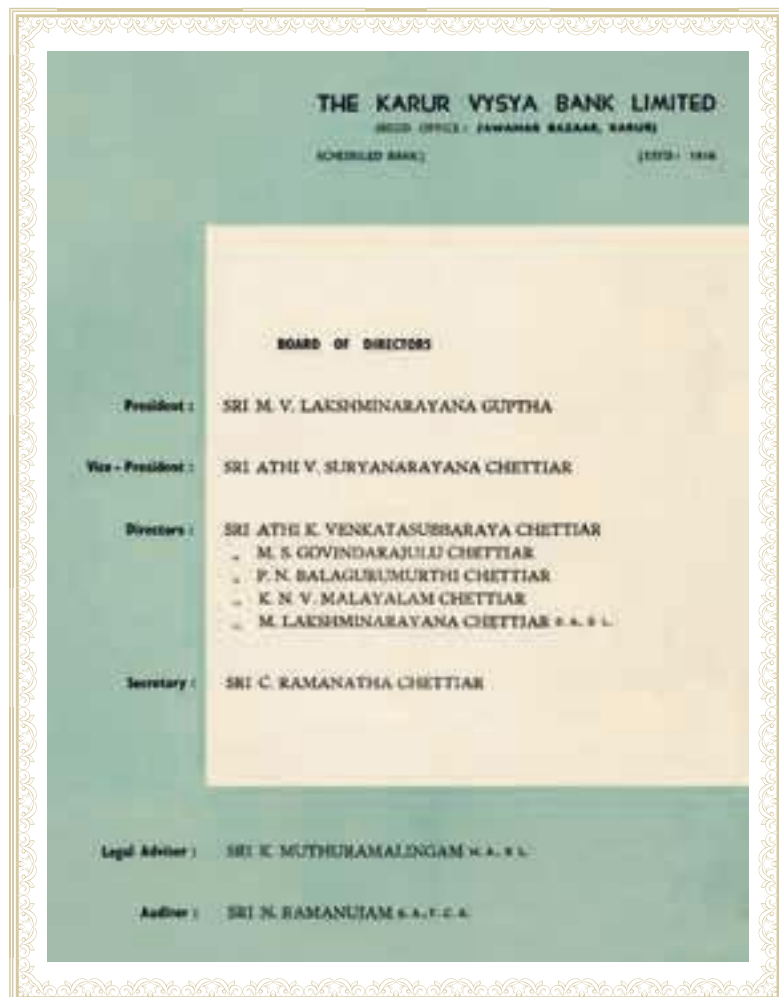 THE KARUR VYSYA BANK LIMITED
(REGD OFFICE: JAWAHAR BAZAAR, KARUR)
SCHEDULED BANK] [ESTD:
BOARD OF DIRECTORS
President : SRI M. V. LAKSHMINARAYANA GUPTHA
Vice - President : SRI ATHI V. SURYANARAYANA CHETTIAR
Directors : SRI ATHI K. VENKATASUBBARAYA CHETTIAR
„ M. S. GOVINDARAJULU CHETTIAR
„ P. N. BALAGURUMURTHI CHETTIAR
„ K. N. V. MALAYALAM CHETTIAR
„ M. LAKSHMINARAYANA CHETTIAR B. A., B. L.
Secretary : SRI C. RAMANATHA CHETTIAR
Legal Adviser : SRI K. MUTHURAMALINGAM M. A., B. L.
Auditor : SRI N. RAMANUJAM B. A., F. C. A.